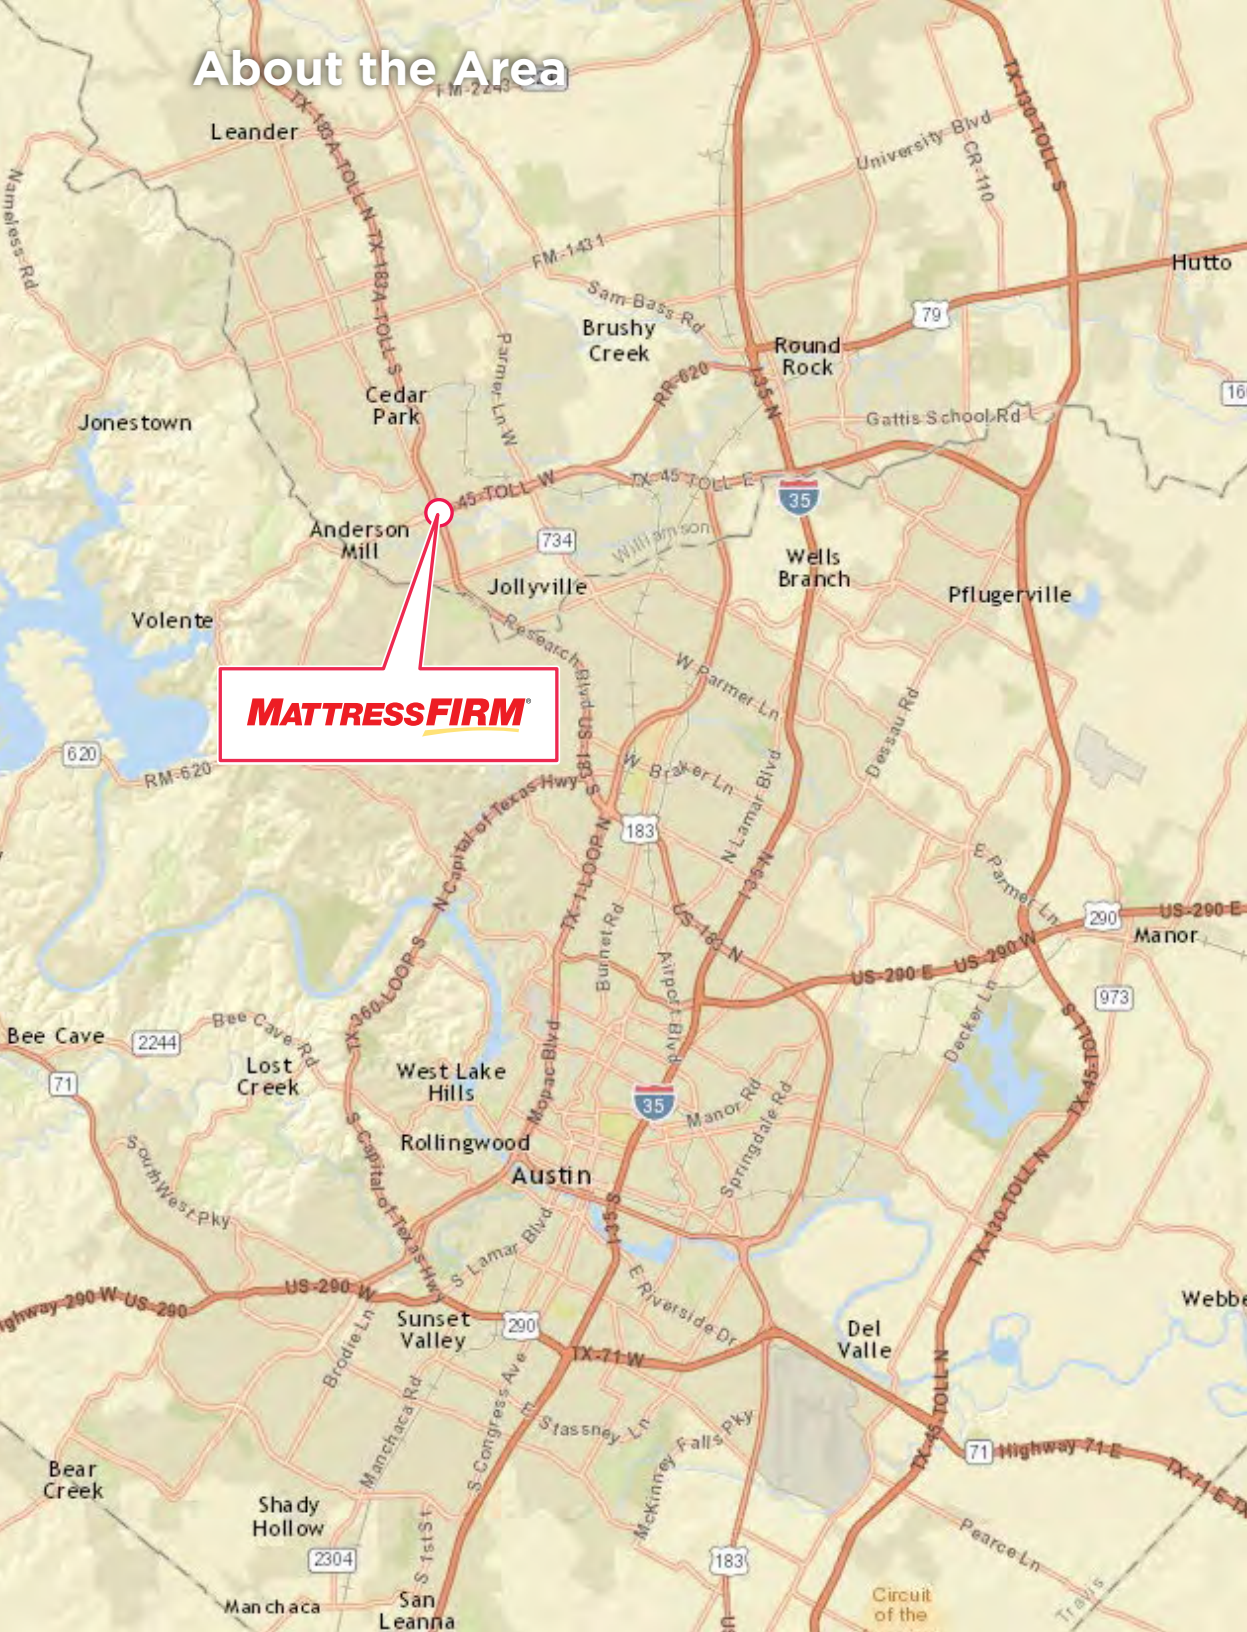 About the Area
FM-2243
Leander
TX-183A-TOLL N
TX-183A-TOLL S
TX-130-TOLL S
University Blvd
CR-110
Nameless Rd
FM-1431
Hutto
Sam Bass Rd
79
Brushy
Creek
Round
Rock
RR-620
I-35 N
Parmer Ln W
Cedar
Park
16
Gattis School Rd
Jonestown
45-TOLL W
TX-45 TOLL E
35
Anderson
Mill
734
Williamson
Wells
Branch
Jollyville
Pflugerville
Volente
Research Blvd
US-183 S
W Parmer Ln
MATTRESSFIRM®
Dessau Rd
620
RM-620
W Braker Ln
N Lamar Blvd
N Capital of Texas Hwy
183
TX-1-LOOP N
I-35 N
E Parmer Ln
Burnet Rd
US-183 N
290
US-290 E
Manor
Airport Blvd
US-290 E
US-290 W
TX-360-LOOP S
973
Decker Ln
Bee Cave
2244
Bee Cave Rd
Lost
Creek
71
West Lake
Hills
Mopac Blvd
35
Manor Rd
Springdale Rd
TX-45-TOLL S
Rollingwood
Austin
SouthWest Pky
S Capital of Texas Hwy
I-35 S
S Lamar Blvd
TX-130-TOLL N
E Riverside Dr
US-290 W
ighway 290 W
US-290
Webbe
Sunset
Valley
290
Del
Valle
Brodie Ln
TX-71 W
TX-45-TOLL N
Manchaca Rd
S Congress Ave
E Stassney Ln
McKinney Falls Pky
71
Highway 71 E
TX-71 E
TX
Bear
Creek
Shady
Hollow
S 1st St
Pearce Ln
2304
183
Travis
Manchaca
San
Leanna
US
Circuit
of the